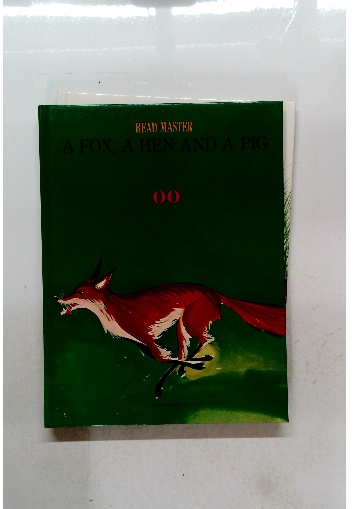 READ MASTER
A FOX, A HEN AND A PIG
OO